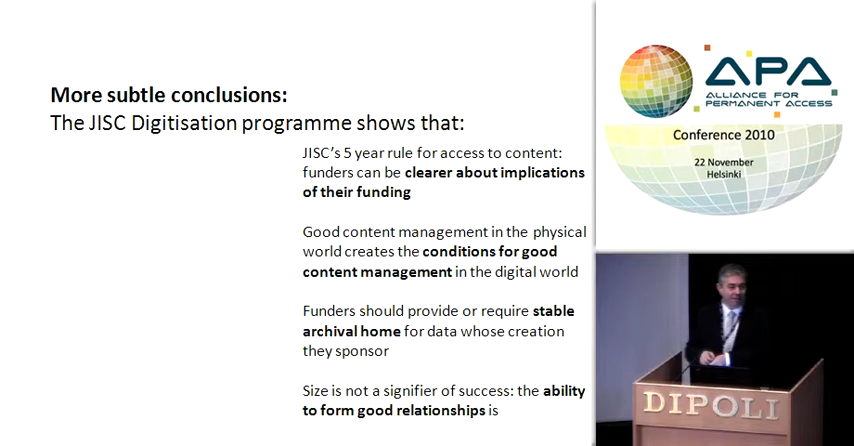 More subtle conclusions:
The JISC Digitisation programme shows that:
JISC's 5 year rule for access to content:
funders can be clearer about implications
of their funding
Good content management in the physical
world creates the conditions for good
content management in the digital world
Funders should provide or require stable
archival home for data whose creation
they sponsor
Size is not a signifier of success: the ability
to form good relationships is
APA
ALLIANCE FOR
PERMANENT ACCESS
Conference 2010
22 November
Helsinki
DIPOLI